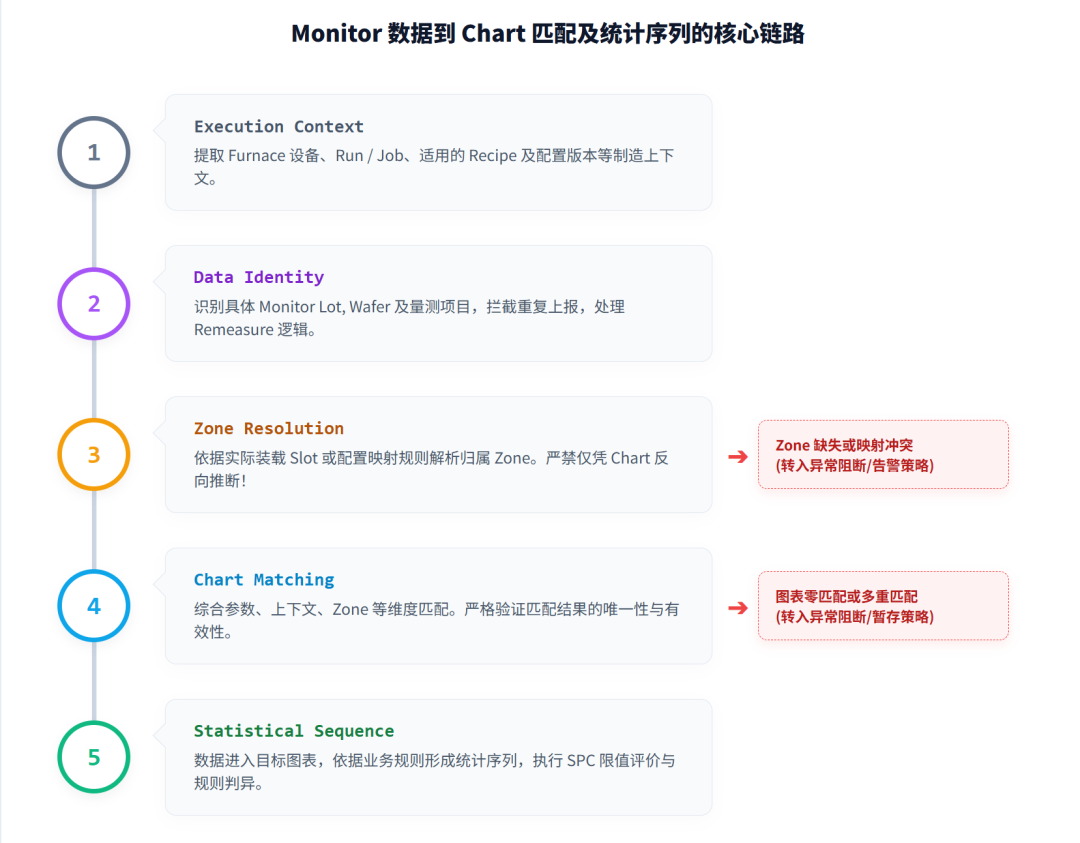 Monitor 数据到 Chart 匹配及统计序列的核心链路
1
Execution Context
提取 Furnace 设备、Run / Job、适用的 Recipe 及配置版本等制造上下
文。
2
Data Identity
识别具体 Monitor Lot, Wafer 及量测项目，拦截重复上报，处理
Remeasure 逻辑。
3
Zone Resolution
依据实际装载 Slot 或配置映射规则解析归属 Zone。严禁仅凭 Chart 反
向推断！
➔
Zone 缺失或映射冲突
(转入异常阻断/告警策略)
4
Chart Matching
综合参数、上下文、Zone 等维度匹配。严格验证匹配结果的唯一性与有
效性。
➔
图表零匹配或多重匹配
(转入异常阻断/暂存策略)
5
Statistical Sequence
数据进入目标图表，依据业务规则形成统计序列，执行 SPC 限值评价与
规则判异。